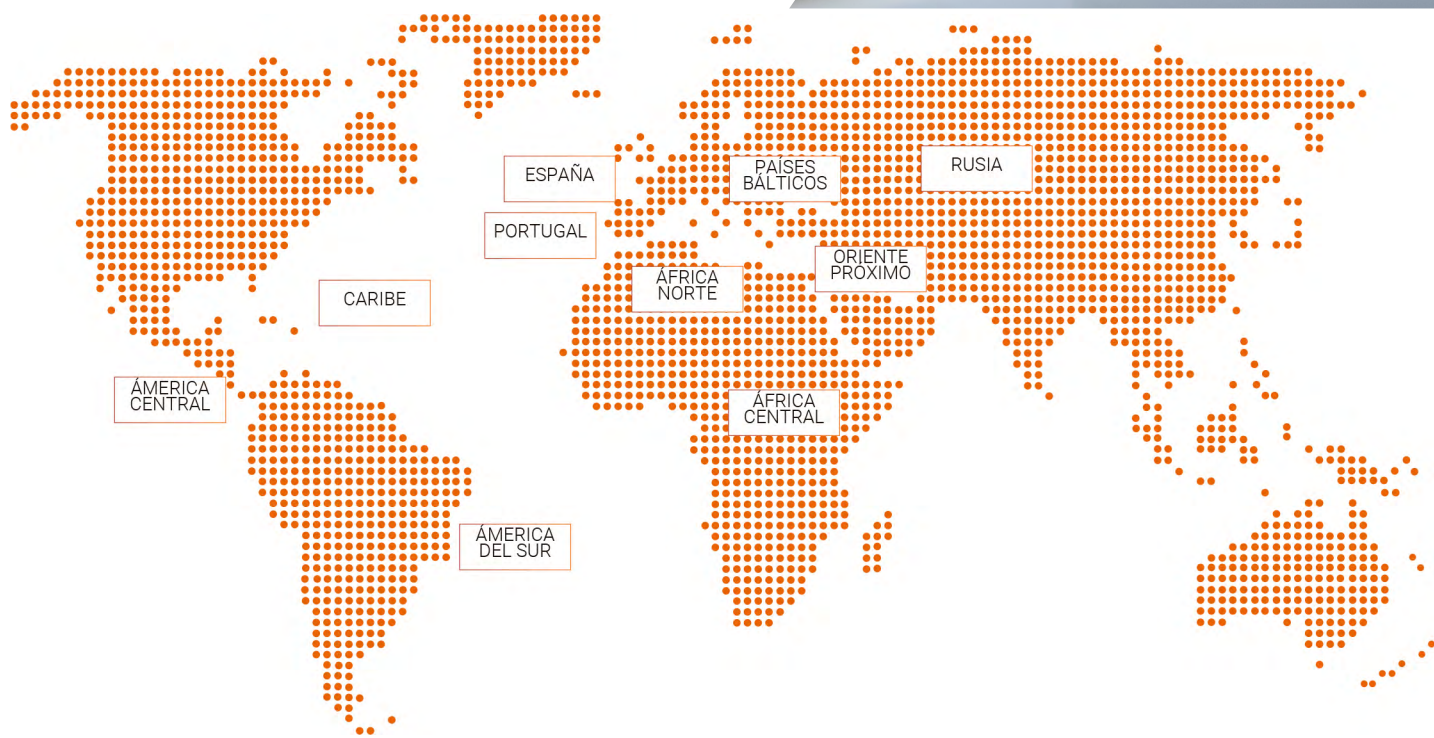 ESPAÑA
PAÍSES
BÁLTICOS
RUSIA
PORTUGAL
ÁFRICA
NORTE
ORIENTE
PRÓXIMO
CARIBE
ÁMERICA
CENTRAL
ÁFRICA
CENTRAL
ÁMERICA
DEL SUR